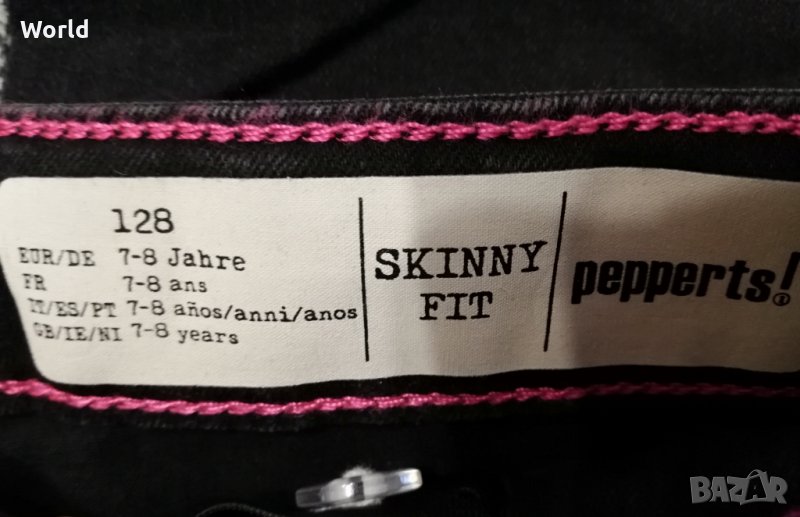 World
128
EUR/DE 7-8 Jahre
FR 7-8 ans
IT/ES/PT 7-8 años/anni/anos
GB/IE/NI 7-8 years
SKINNY
FIT
pepperts!®
BAZAR